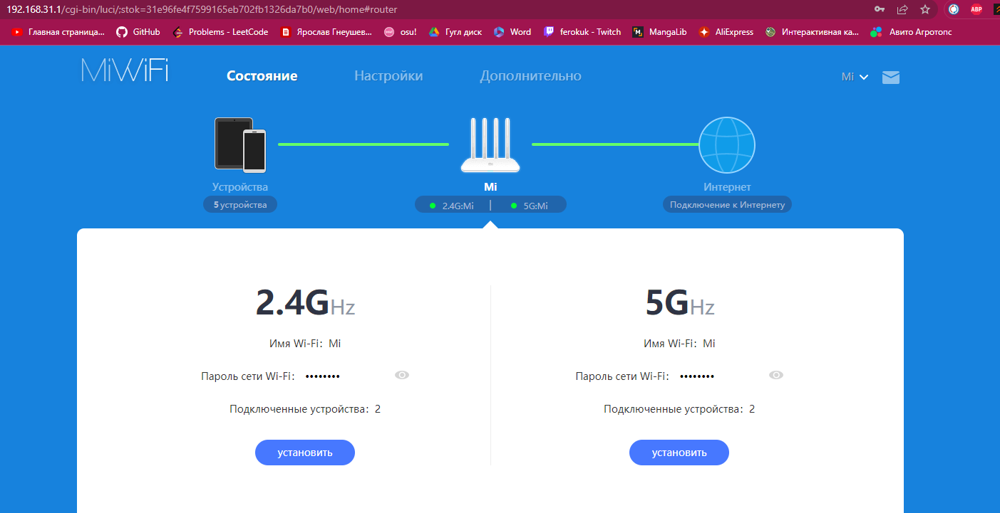 192.168.31.1/cgi-bin/luci/;stok=31e96fe4f7599165eb702fb1326da7b0/web/home#router
ABP
Главная страница... GitHub Problems - LeetCode Ярослав Гнеушев... osu! Гугл диск Word ferokuk - Twitch MangaLib AliExpress Интерактивная ка... Авито Агротопс
MiWiFi Состояние Настройки Дополнительно Mi
Устройства Mi Интернет
5 устройства 2.4G:Mi | 5G:Mi Подключение к Интернету
2.4GHz 5GHz
Имя Wi-Fi: Mi Имя Wi-Fi: Mi
Пароль сети Wi-Fi: •••••••• Пароль сети Wi-Fi: ••••••••
Подключенные устройства: 2 Подключенные устройства: 2
установить установить